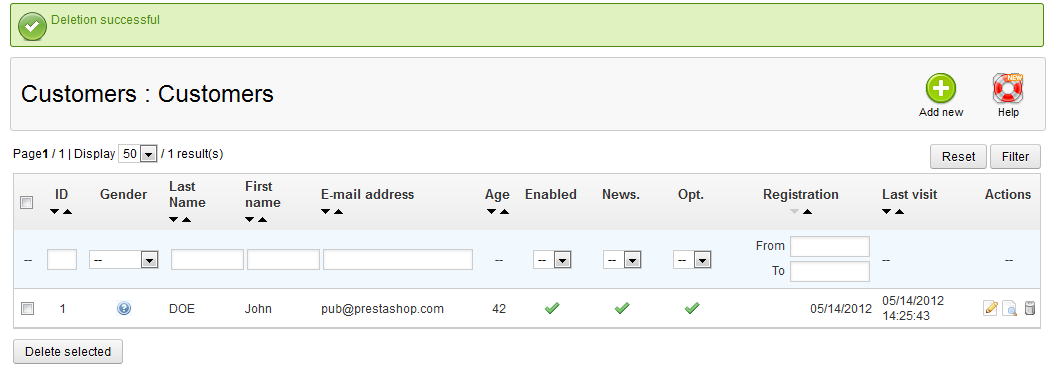 Deletion successful
Customers : Customers
Add new
NEW
Help
Page1 / 1 | Display 50 / 1 result(s)
Reset
Filter
ID
Gender
Last Name
First name
E-mail address
Age
Enabled
News.
Opt.
Registration
Last visit
Actions
--
--
--
--
--
--
From
To
--
--
1
?
DOE
John
pub@prestashop.com
42
05/14/2012
05/14/2012
14:25:43
Delete selected